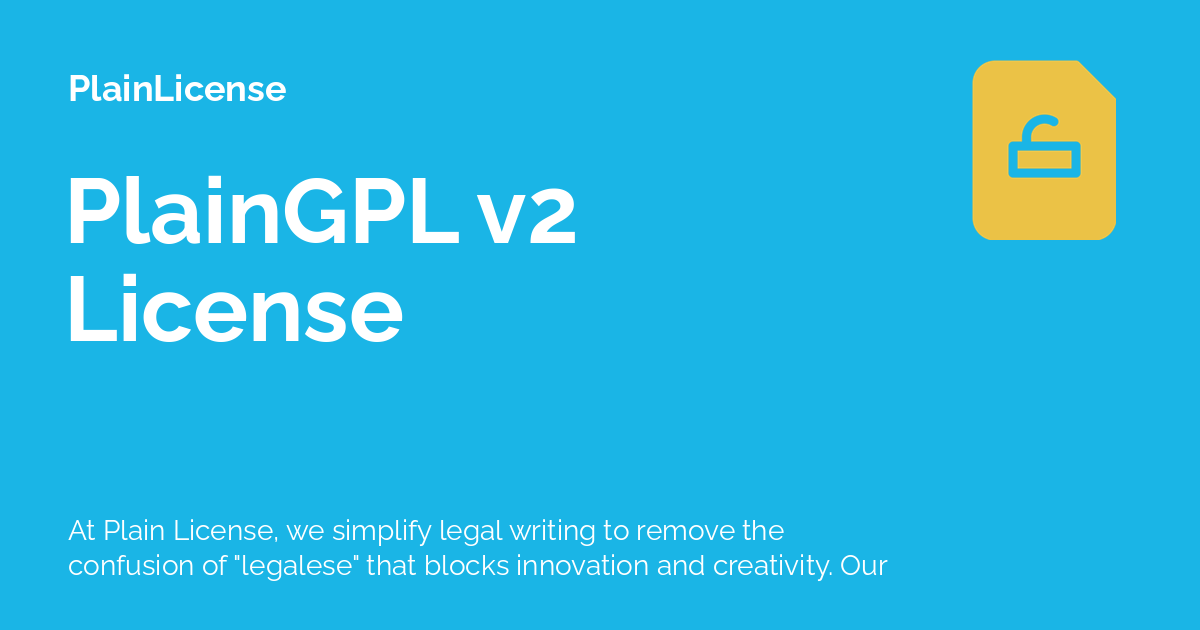 PlainLicense
PlainGPL v2
License
At Plain License, we simplify legal writing to remove the
confusion of "legalese" that blocks innovation and creativity. Our